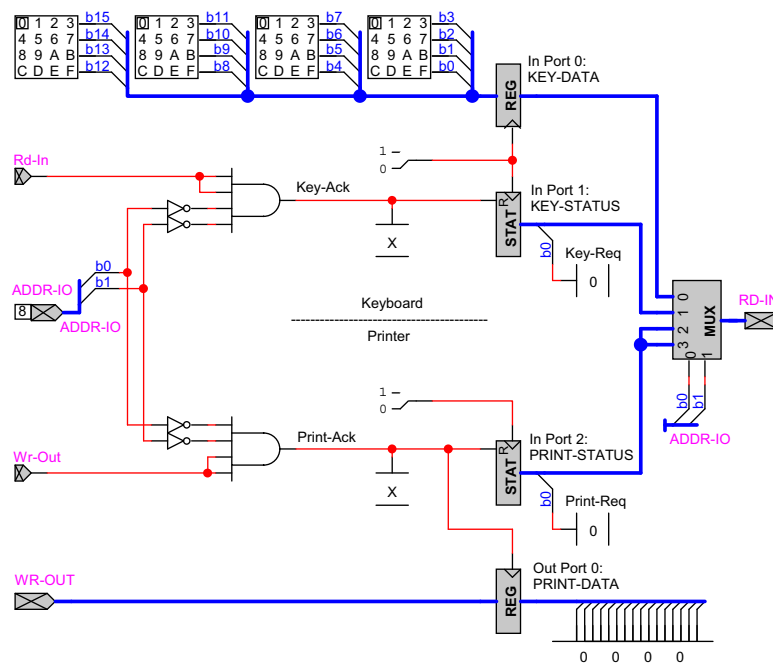 0 1 2 3 b15 0 1 2 3 b11 0 1 2 3 b7 0 1 2 3 b3
4 5 6 7 b14 4 5 6 7 b10 4 5 6 7 b6 4 5 6 7 b2
8 9 A B b13 8 9 A B b9 8 9 A B b5 8 9 A B b1
C D E F b12 C D E F b8 C D E F b4 C D E F b0
In Port 0:
KEY-DATA
REG
Rd-In
1
0
Key-Ack
X
R
STAT
In Port 1:
KEY-STATUS
b0
Key-Req
0
b0
b1
ADDR-IO
8
ADDR-IO
Keyboard
Printer
0
1
2
3
MUX
0 1
b0 b1
ADDR-IO
RD-IN
1
0
Print-Ack
X
R
STAT
In Port 2:
PRINT-STATUS
b0
Print-Req
0
Wr-Out
WR-OUT
REG
Out Port 0:
PRINT-DATA
0 0 0 0